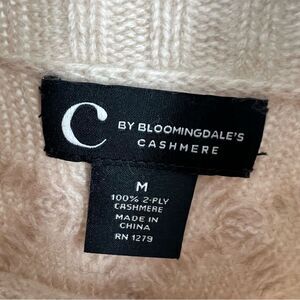 C BY BLOOMINGDALE'S
CASHMERE
M
100% 2-PLY
CASHMERE
MADE IN
CHINA
RN 1279